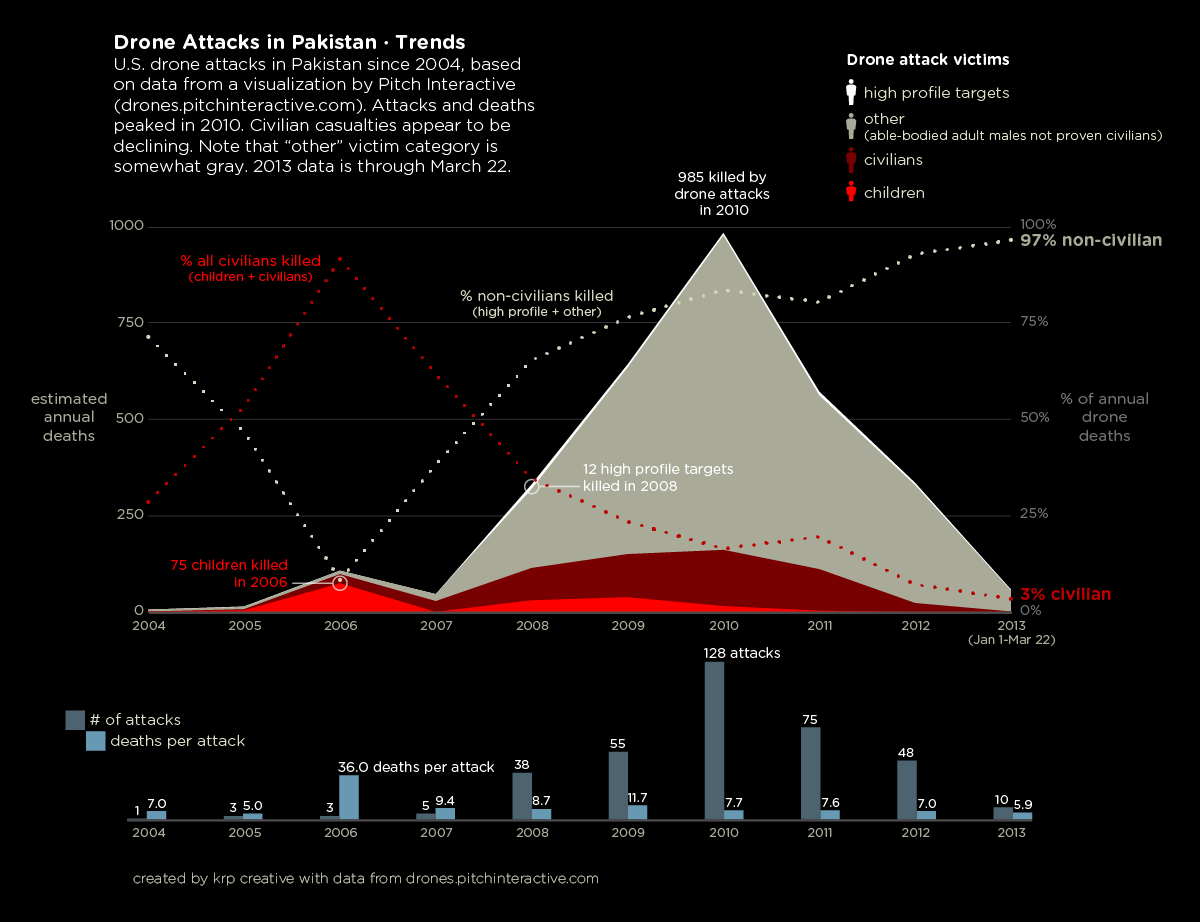 Drone Attacks in Pakistan · Trends
U.S. drone attacks in Pakistan since 2004, based
on data from a visualization by Pitch Interactive
(drones.pitchinteractive.com). Attacks and deaths
peaked in 2010. Civilian casualties appear to be
declining. Note that “other” victim category is
somewhat gray. 2013 data is through March 22.
Drone attack victims
high profile targets
other
(able-bodied adult males not proven civilians)
civilians
children
985 killed by
drone attacks
in 2010
1000
750
500
250
0
estimated
annual
deaths
% all civilians killed
(children + civilians)
% non-civilians killed
(high profile + other)
12 high profile targets
killed in 2008
75 children killed
in 2006
100%
97% non-civilian
75%
50%
25%
3% civilian
0%
% of annual
drone
deaths
2004 2005 2006 2007 2008 2009 2010 2011 2012 2013
(Jan 1-Mar 22)
# of attacks
deaths per attack
1 7.0
3 5.0
3 36.0 deaths per attack
5 9.4
38 8.7
55 11.7
128 attacks 7.7
75 7.6
48 7.0
10 5.9
2004 2005 2006 2007 2008 2009 2010 2011 2012 2013
created by krp creative with data from drones.pitchinteractive.com